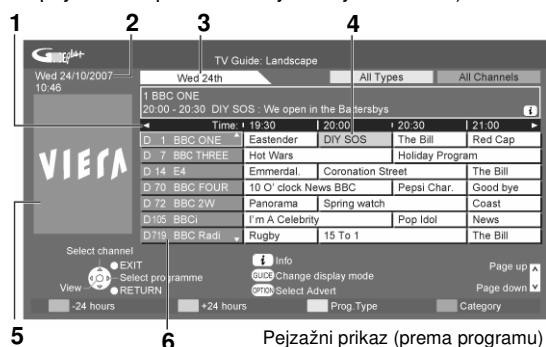 1 2 3 4
GUIDE Plus+
TV Guide: Landscape
Wed 24/10/2007
10:46
Wed 24th
All Types
All Channels
1 BBC ONE
20:00 - 20:30 DIY SOS : We open in the Battersbys
i
Time: 19:30 20:00 20:30 21:00
D 1 BBC ONE Eastender DIY SOS The Bill Red Cap
D 7 BBC THREE Hot Wars Holiday Program
D 14 E4 Emmerdal. Coronation Street The Bill
D 70 BBC FOUR 10 O' clock News BBC Pepsi Char. Good bye
D 72 BBC 2W Panorama Spring watch Coast
D105 BBCi I'm A Celebrity Pop Idol News
D719 BBC Radi Rugby 15 To 1 The Bill
VIERA
Select channel
EXIT
Select programme
View
RETURN
i Info
GUIDE Change display mode
OPTION Select Advert
Page up
Page down
-24 hours
+24 hours
Prog.Type
Category
5 6
Pejzažni prikaz (prema programu)